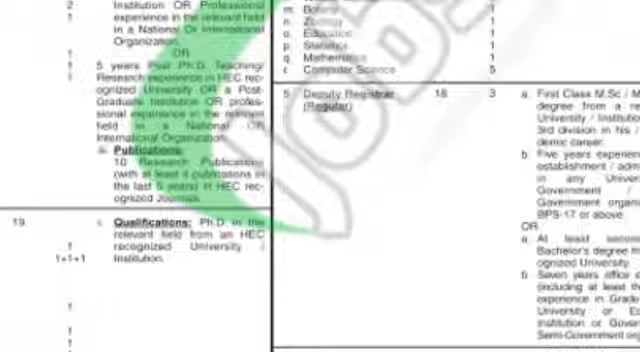 2
1
Institution OR Professional
experience in the relevant field
in a National Or International
Organization.
OR
1
1
1
5 years Post Ph.D. Teaching/
Research experience in HEC rec-
ognized University OR a Post-
Graduate Institution OR profes-
sional experience in the relevant
field in a National OR
International Organization.
Publications:
10 Research Publications
(with at least 4 publications in
the last 5 years) in HEC rec-
ognized Journals.
19
i. Qualifications: Ph.D. in the
relevant field from an HEC
recognized University /
Institution.
1
1+1+1
1
1
1
m. 1
n. Zoology 1
o. Education 1
p. Statistics 1
q. Mathematics 1
r. Computer Science 5
5 Deputy Registrar 18 3
(Regular)
a. First Class M.Sc / M
degree from a re
University / Institutio
3rd division in his /
demic career.
b. Five years experien
establishment / adm
in any Univer
Government /
Government organi
BPS-17 or above.
OR
a. At least secon
Bachelor's degree fr
ognized University.
b. Seven years office e
(including at least th
experience in Grade
University or Ed
Institution or Gover
Semi-Government org
Jobs